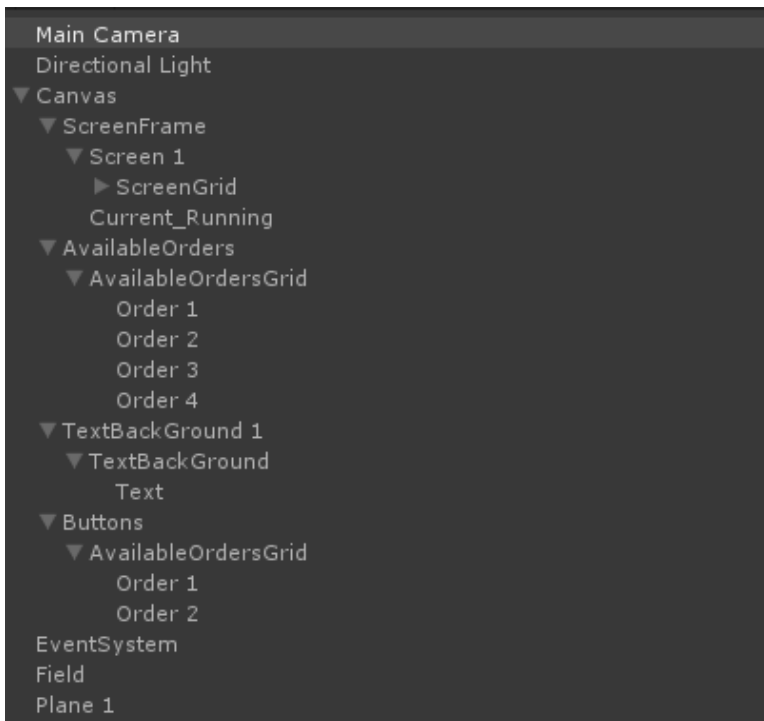 Main Camera
Directional Light
Canvas
ScreenFrame
Screen 1
ScreenGrid
Current_Running
AvailableOrders
AvailableOrdersGrid
Order 1
Order 2
Order 3
Order 4
TextBackGround 1
TextBackGround
Text
Buttons
AvailableOrdersGrid
Order 1
Order 2
EventSystem
Field
Plane 1